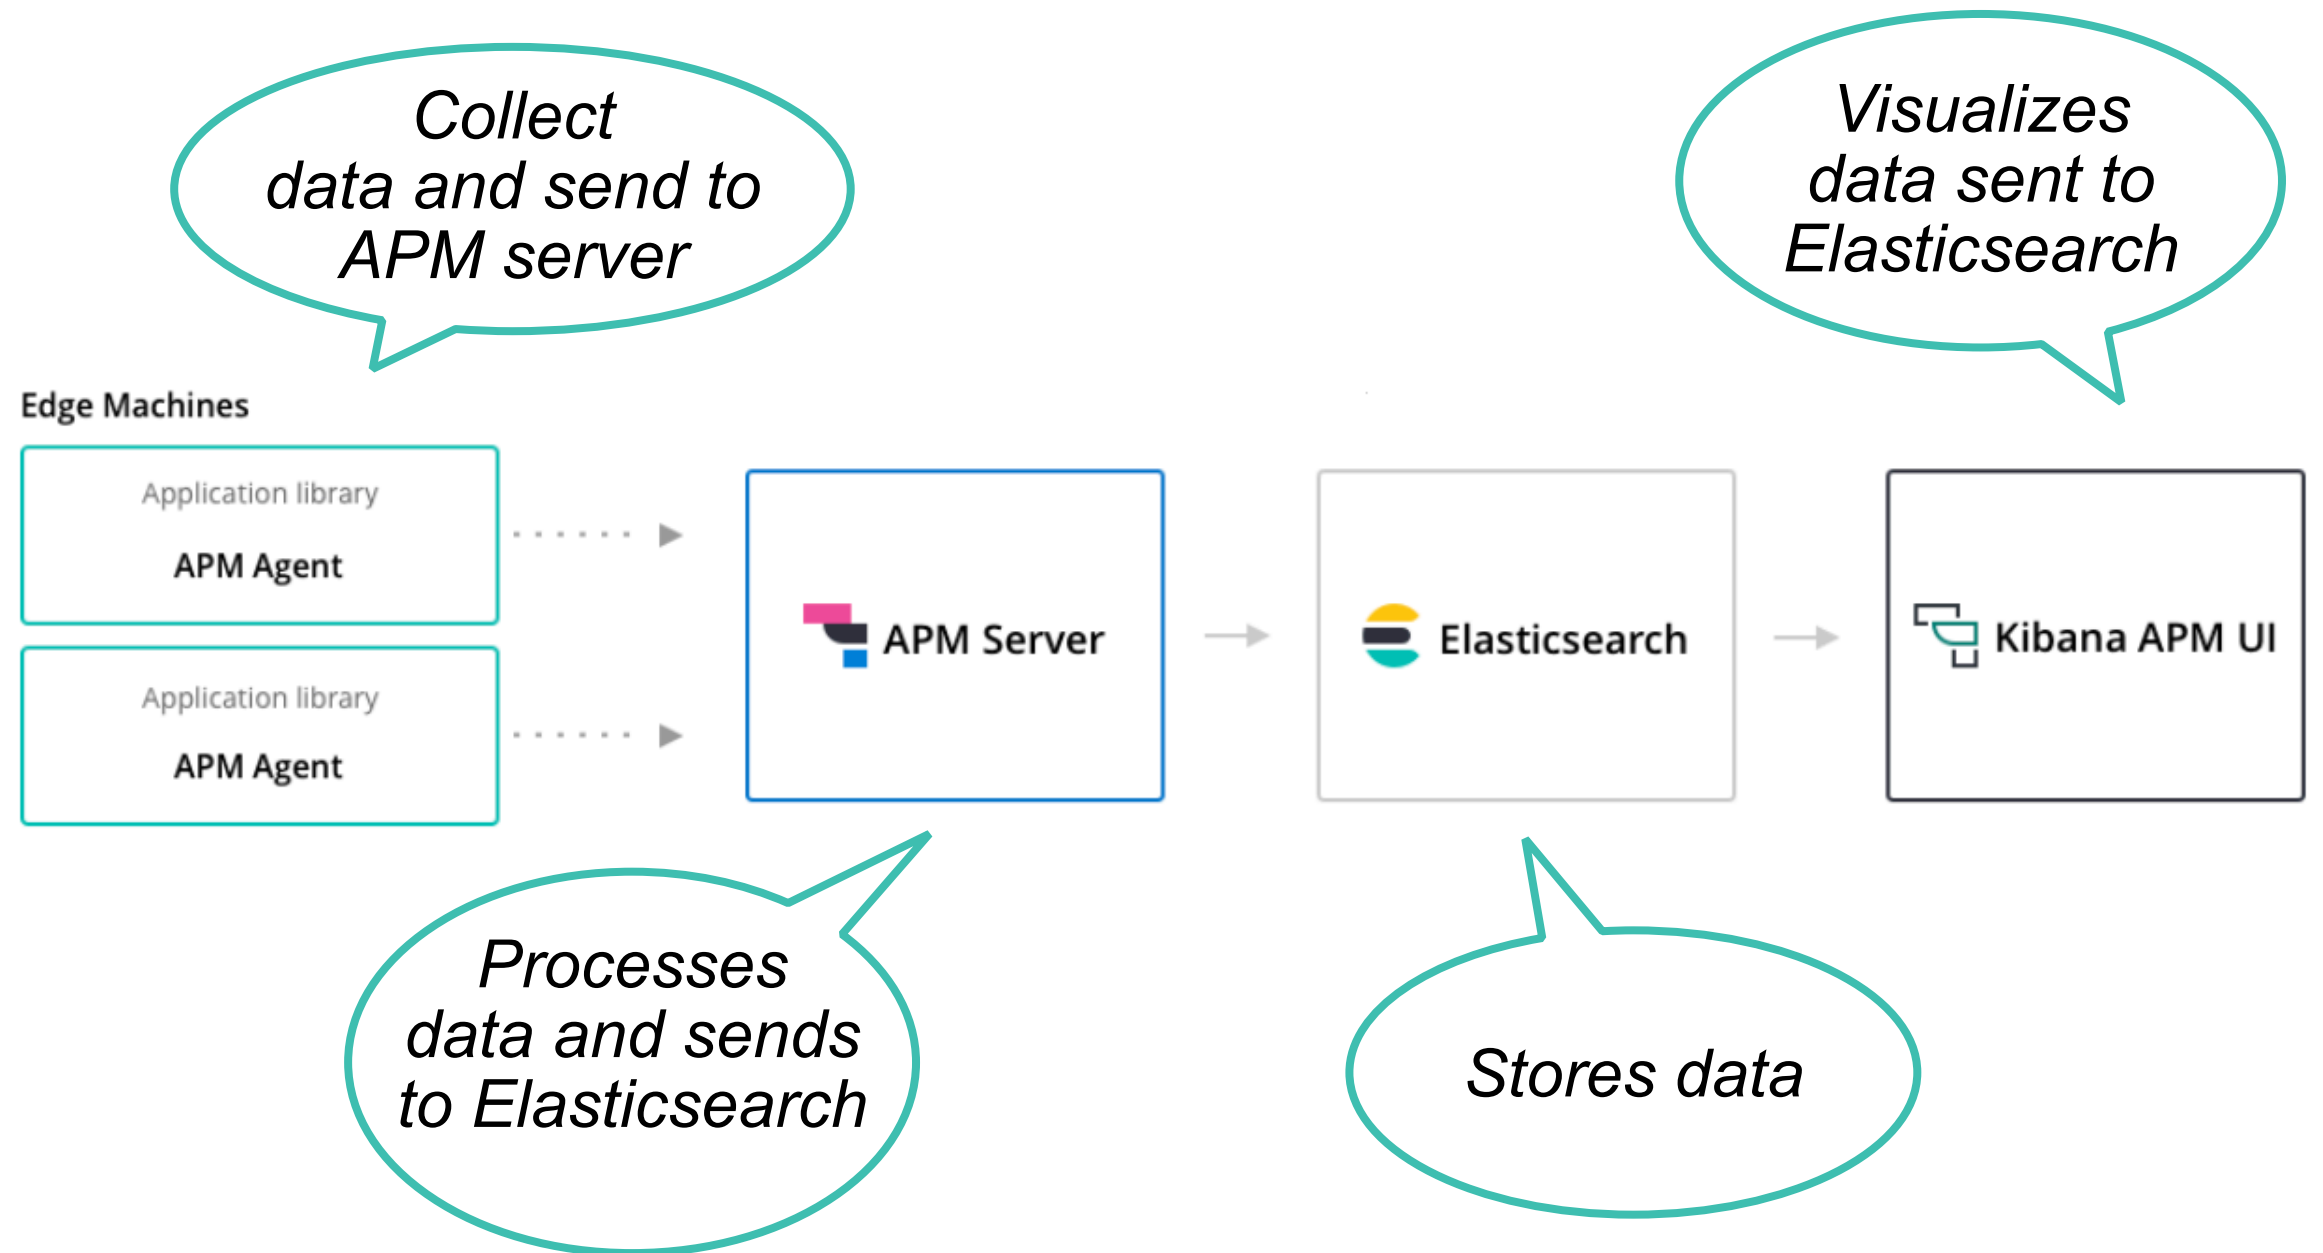 Collect
data and send to
APM server
Visualizes
data sent to
Elasticsearch
Edge Machines
Application library
APM Agent
Application library
APM Agent
APM Server
Elasticsearch
Kibana APM UI
Processes
data and sends
to Elasticsearch
Stores data